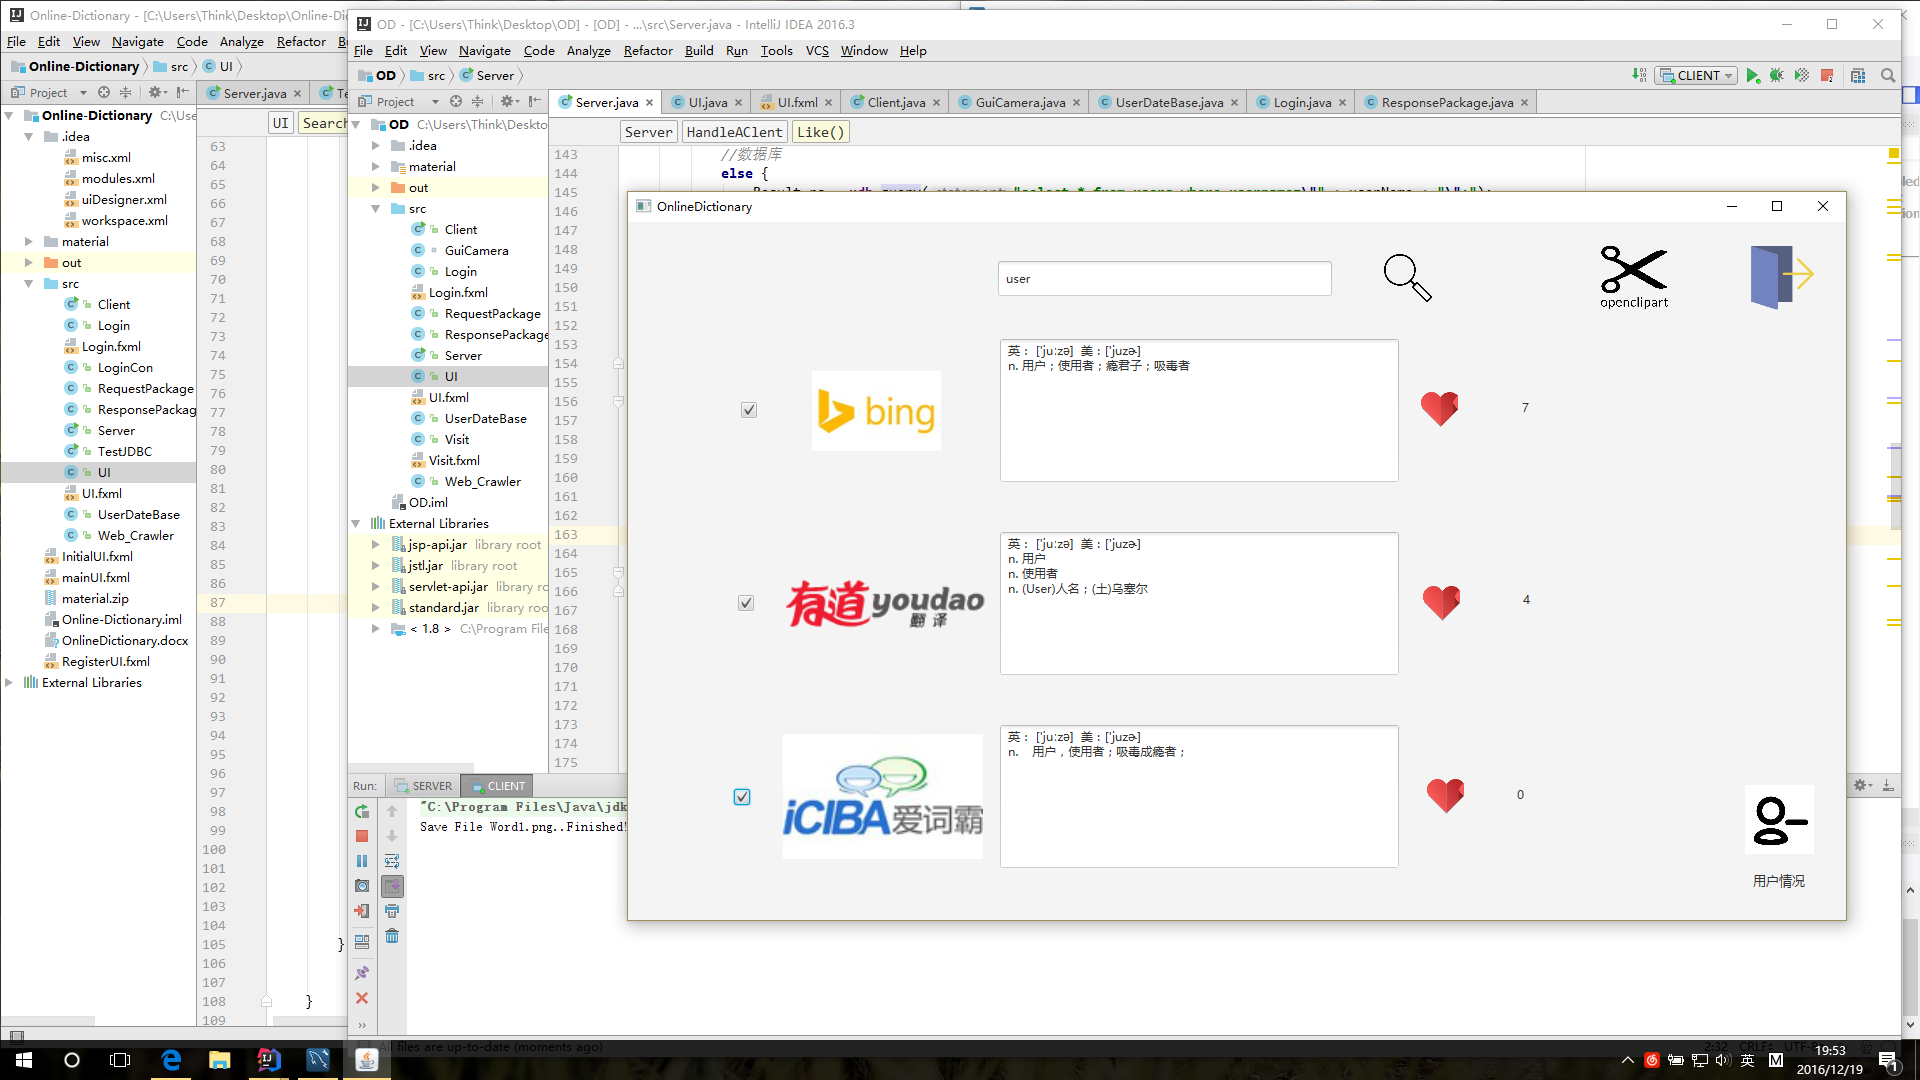 Online-Dictionary - [C:\Users\Think\Desktop\Online-Di
File Edit View Navigate Code Analyze Refactor
Online-Dictionary src UI
Project
Server.java
UI Search
Online-Dictionary C:\Use
.idea
misc.xml
modules.xml
uiDesigner.xml
workspace.xml
material
out
src
Client
Login
Login.fxml
LoginCon
RequestPackage
ResponsePackag
Server
TestJDBC
UI
UI.fxml
UserDateBase
Web_Crawler
InitialUI.fxml
mainUI.fxml
material.zip
Online-Dictionary.iml
OnlineDictionary.docx
RegisterUI.fxml
External Libraries
63
64
65
66
67
68
69
70
71
72
73
74
75
76
77
78
79
80
81
82
83
84
85
86
87
88
89
90
91
92
93
94
95
96
97
98
99
100
101
102
103
104
105 }
106
107
108 }
109
OD - [C:\Users\Think\Desktop\OD] - [OD] - ...\src\Server.java - IntelliJ IDEA 2016.3
File Edit View Navigate Code Analyze Refactor Build Run Tools VCS Window Help
OD src Server
CLIENT
Project
Server.java UI.java UI.fxml Client.java GuiCamera.java UserDateBase.java Login.java ResponsePackage.java
Server HandleAClent Like()
OD C:\Users\Think\Deskto
.idea
material
out
src
Client
GuiCamera
Login
Login.fxml
RequestPackage
ResponsePackage
Server
UI
UI.fxml
UserDateBase
Visit
Visit.fxml
Web_Crawler
OD.iml
External Libraries
jsp-api.jar library root
jstl.jar library root
servlet-api.jar library ro
standard.jar library roo
< 1.8 > C:\Program File
143 //数据库
144 else {
145
146
147
148
149
150
151
152
153
154
155
156
157
158
159
160
161
162
163
164
165
166
167
168
169
170
171
172
173
174
175
Run: SERVER CLIENT
"C:\Program Files\Java\jdk
Save File Word1.png..Finished!
All files are up-to-date (moments ago)
2:32 CRLF UTF-8
OnlineDictionary
user
openclipart
bing
英： ['juːzə] 美：['juzɚ]
n. 用户；使用者；瘾君子；吸毒者
7
有道 youdao
翻译
英： ['juːzə] 美：['juzɚ]
n. 用户
n. 使用者
n. (User)人名；(土)乌塞尔
4
iCIBA爱词霸
英： ['juːzə] 美：['juzɚ]
n. 用户，使用者；吸毒成瘾者；
0
用户情况
英 M
19:53
2016/12/19
1